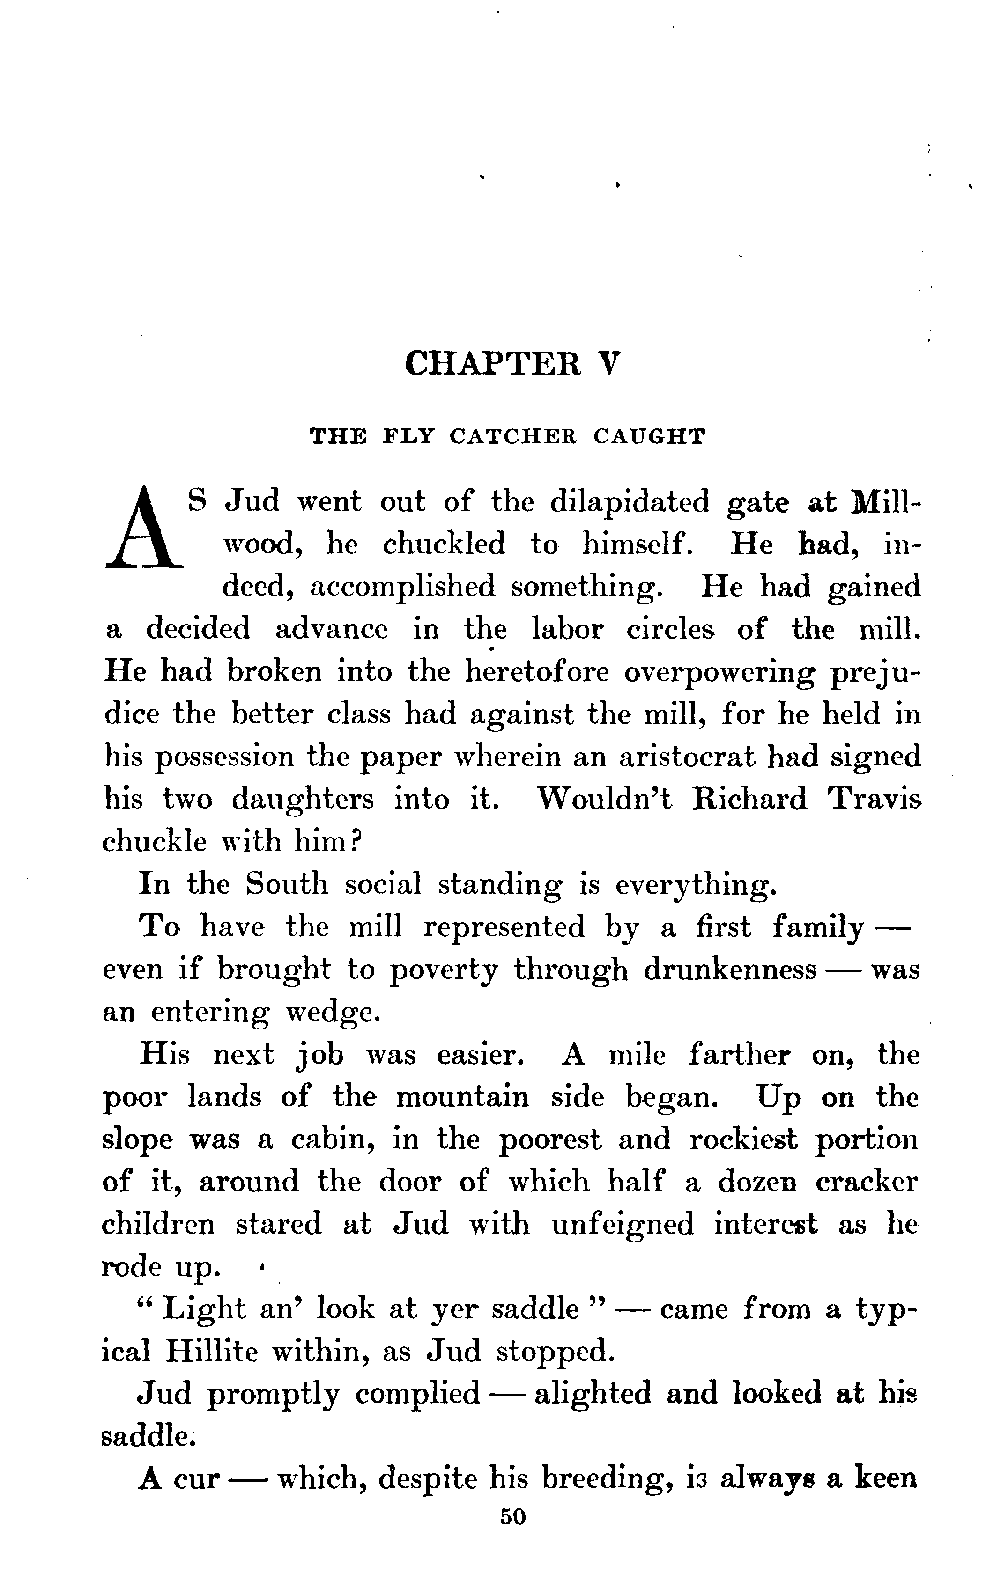 CHAPTER V
THE FLY CATCHER CAUGHT
AS Jud went out of the dilapidated gate at Mill-
wood, he chuckled to himself. He had, in-
deed, accomplished something. He had gained
a decided advance in the labor circles of the mill.
He had broken into the heretofore overpowering preju-
dice the better class had against the mill, for he held in
his possession the paper wherein an aristocrat had signed
his two daughters into it. Wouldn't Richard Travis
chuckle with him?
In the South social standing is everything.
To have the mill represented by a first family —
even if brought to poverty through drunkenness — was
an entering wedge.
His next job was easier. A mile farther on, the
poor lands of the mountain side began. Up on the
slope was a cabin, in the poorest and rockiest portion
of it, around the door of which half a dozen cracker
children stared at Jud with unfeigned interest as he
rode up.
" Light an' look at yer saddle " — came from a typ-
ical Hillite within, as Jud stopped.
Jud promptly complied — alighted and looked at his
saddle.
A cur — which, despite his breeding, is always a keen
50